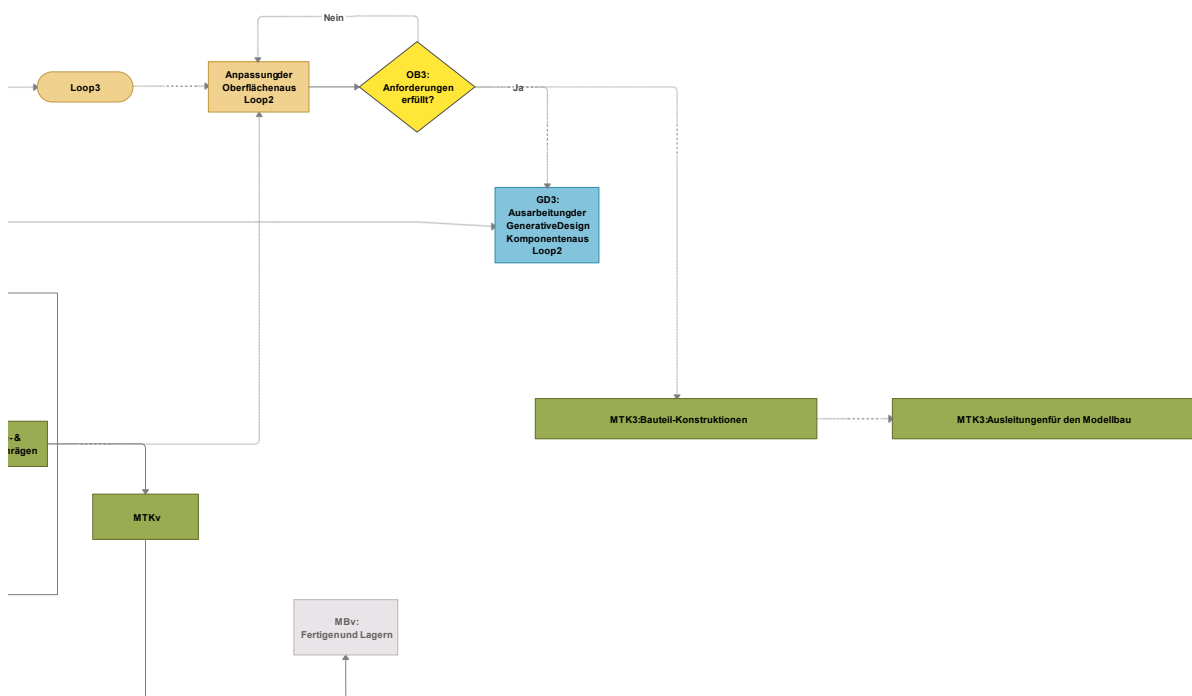 Nein
Loop3
Anpassungder
Oberflächenaus
Loop2
OB3:
Anforderungen
erfüllt?
Ja
GD3:
Ausarbeitungder
GenerativeDesign
Komponentenaus
Loop2
MTK3:Bauteil-Konstruktionen
MTK3:Ausleitungenfür den Modellbau
-&
rägen
MTKv
MBv:
Fertigenund Lagern